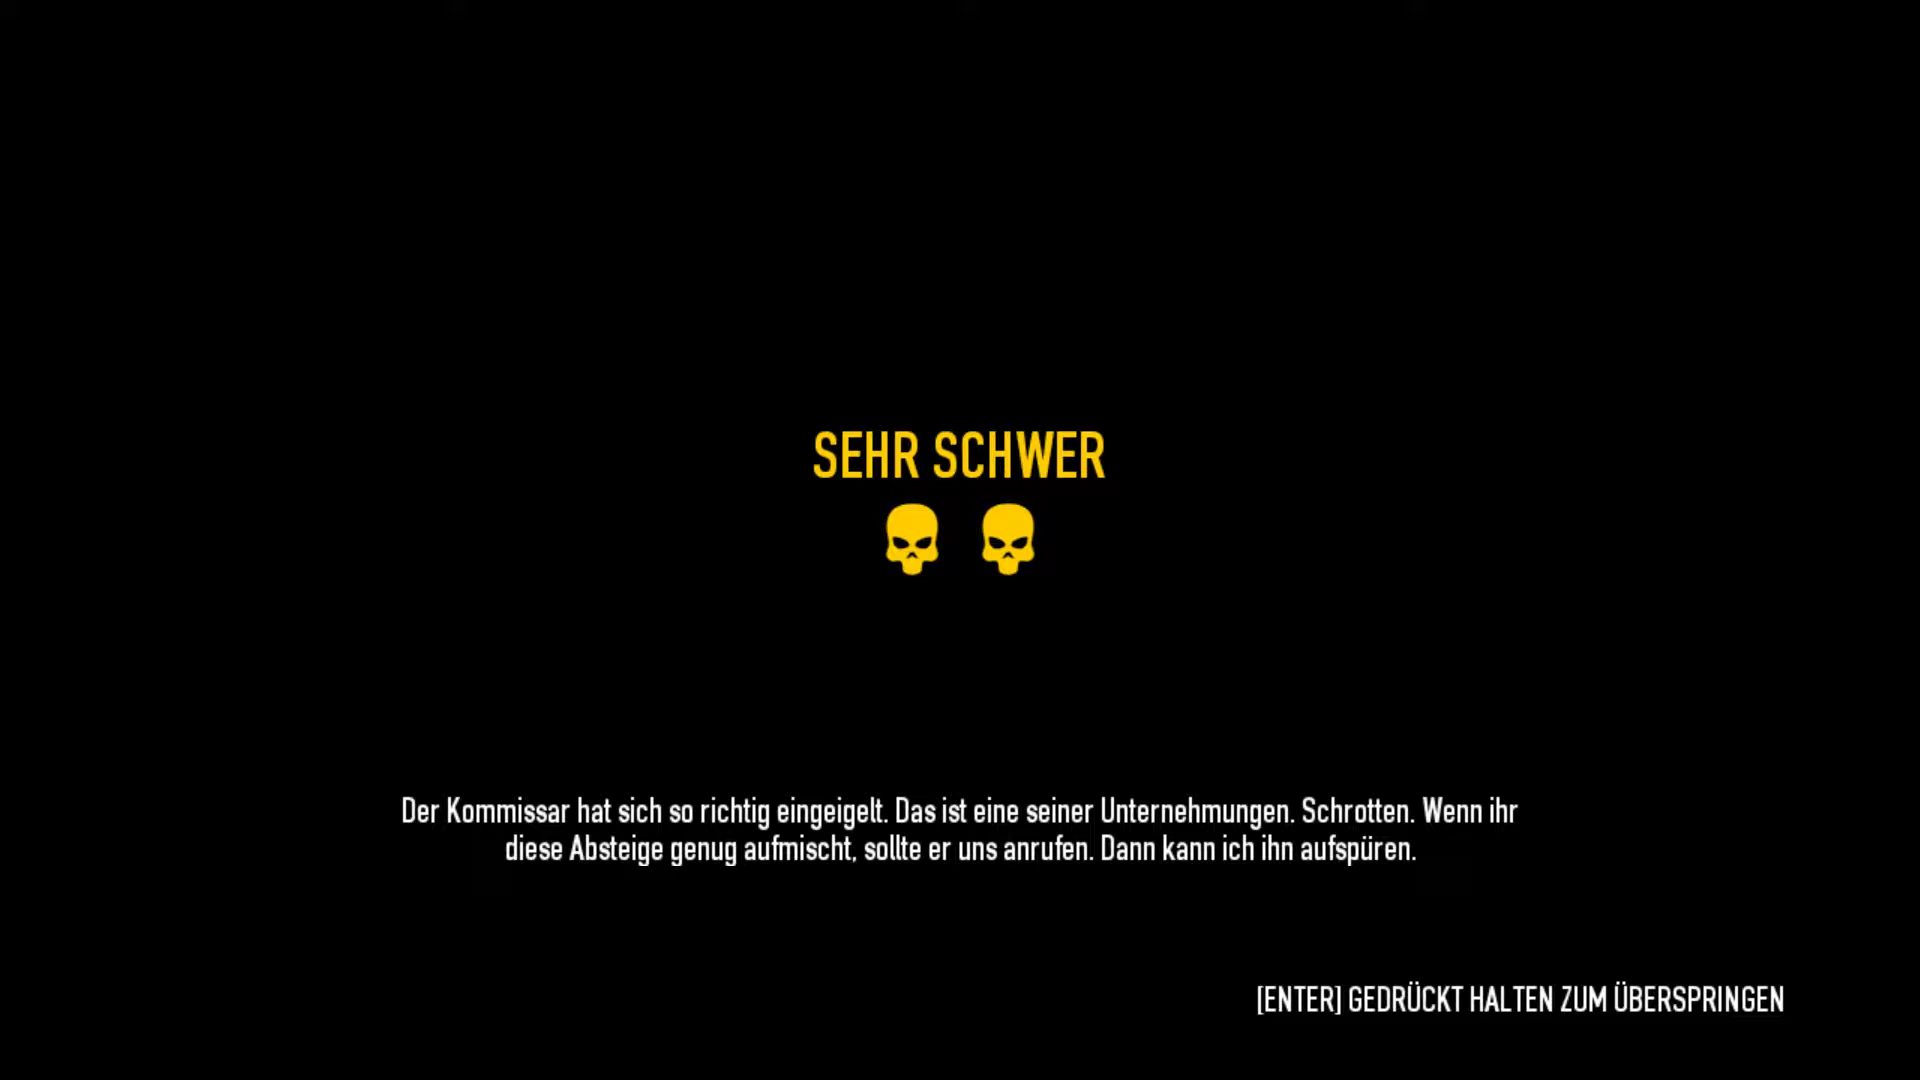 SEHR SCHWER
Der Kommissar hat sich so richtig eingeigelt. Das ist eine seiner Unternehmungen. Schrotten. Wenn ihr
diese Absteige genug aufmischt, sollte er uns anrufen. Dann kann ich ihn aufspüren.
[ENTER] GEDRÜCKT HALTEN ZUM ÜBERSPRINGEN